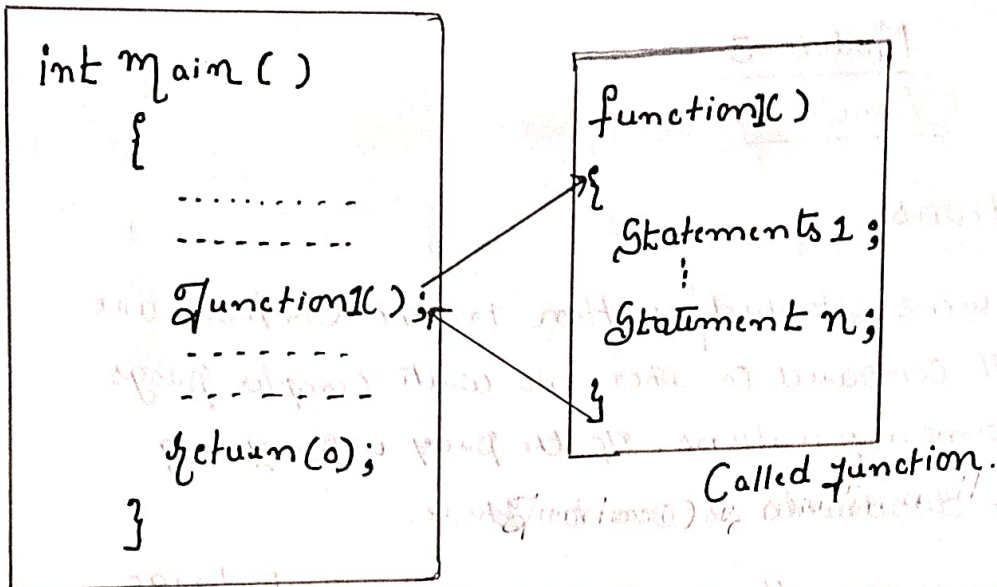 int main ( )
{
..........
--------
function1( );
-------
--------
return(0);
}
function1( )
{
Statements 1;
⋮
Statement n;
}
Called function.